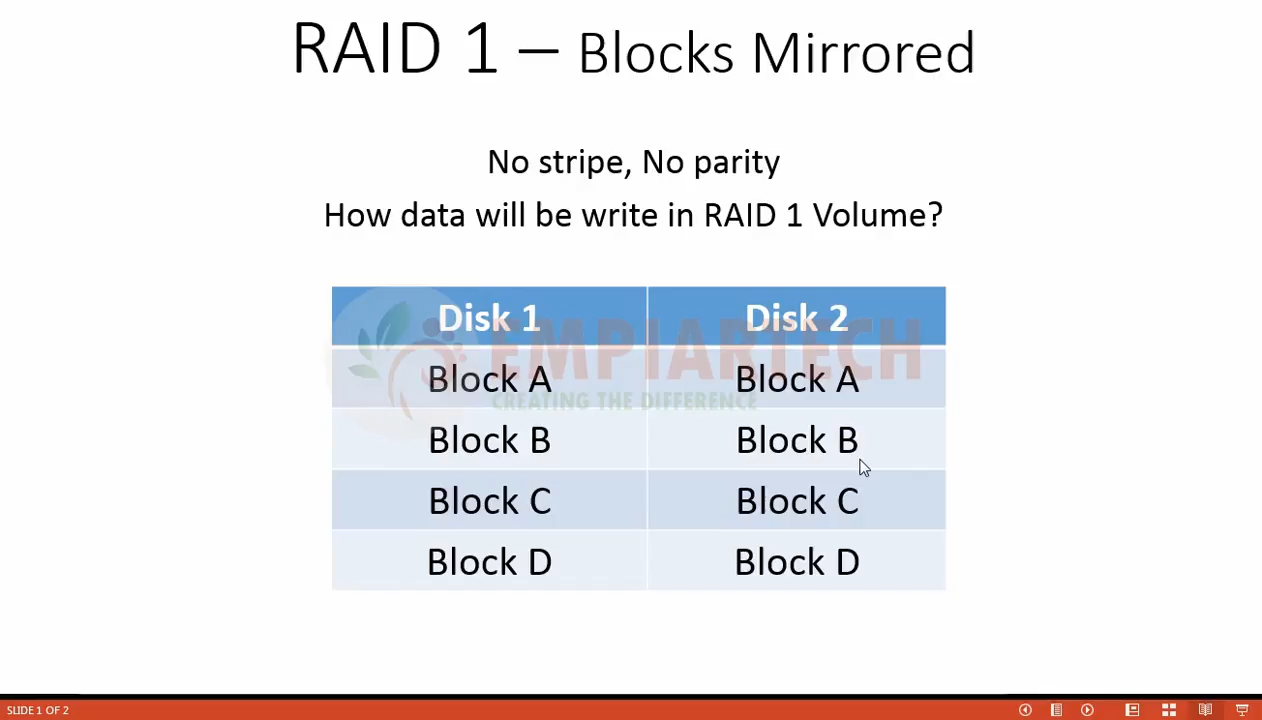 RAID 1 – Blocks Mirrored
No stripe, No parity
How data will be write in RAID 1 Volume?
Disk 1 Disk 2
EMPIARTECH
Block A Block A
CREATING THE DIFFERENCE
Block B Block B
Block C Block C
Block D Block D
SLIDE 1 OF 2